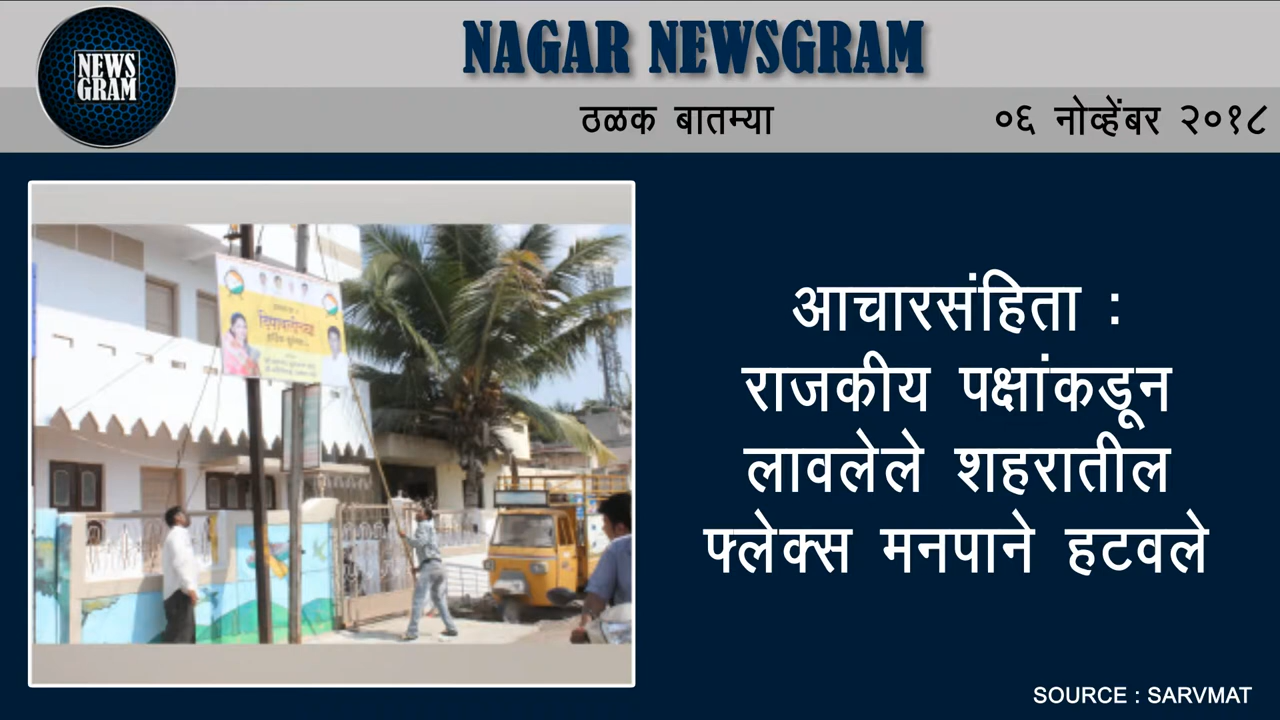 NEWS
GRAM
NAGAR NEWSGRAM
ठळक बातम्या
०६ नोव्हेंबर २०१८
आचारसंहिता :
राजकीय पक्षांकडून
लावलेले शहरातील
फ्लेक्स मनपाने हटवले
SOURCE : SARVMAT